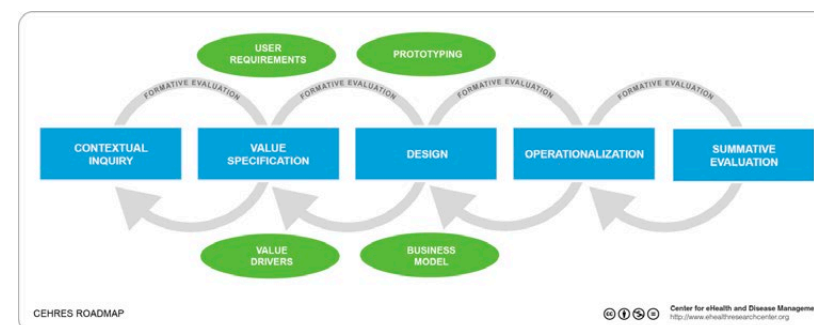 USER
REQUIREMENTS
PROTOTYPING
FORMATIVE EVALUATION
FORMATIVE EVALUATION
FORMATIVE EVALUATION
FORMATIVE EVALUATION
CONTEXTUAL
INQUIRY
VALUE
SPECIFICATION
DESIGN
OPERATIONALIZATION
SUMMATIVE
EVALUATION
VALUE
DRIVERS
BUSINESS
MODEL
CEHRES ROADMAP
Center for eHealth and Disease Manageme
http://www.ehealthresearchcenter.org